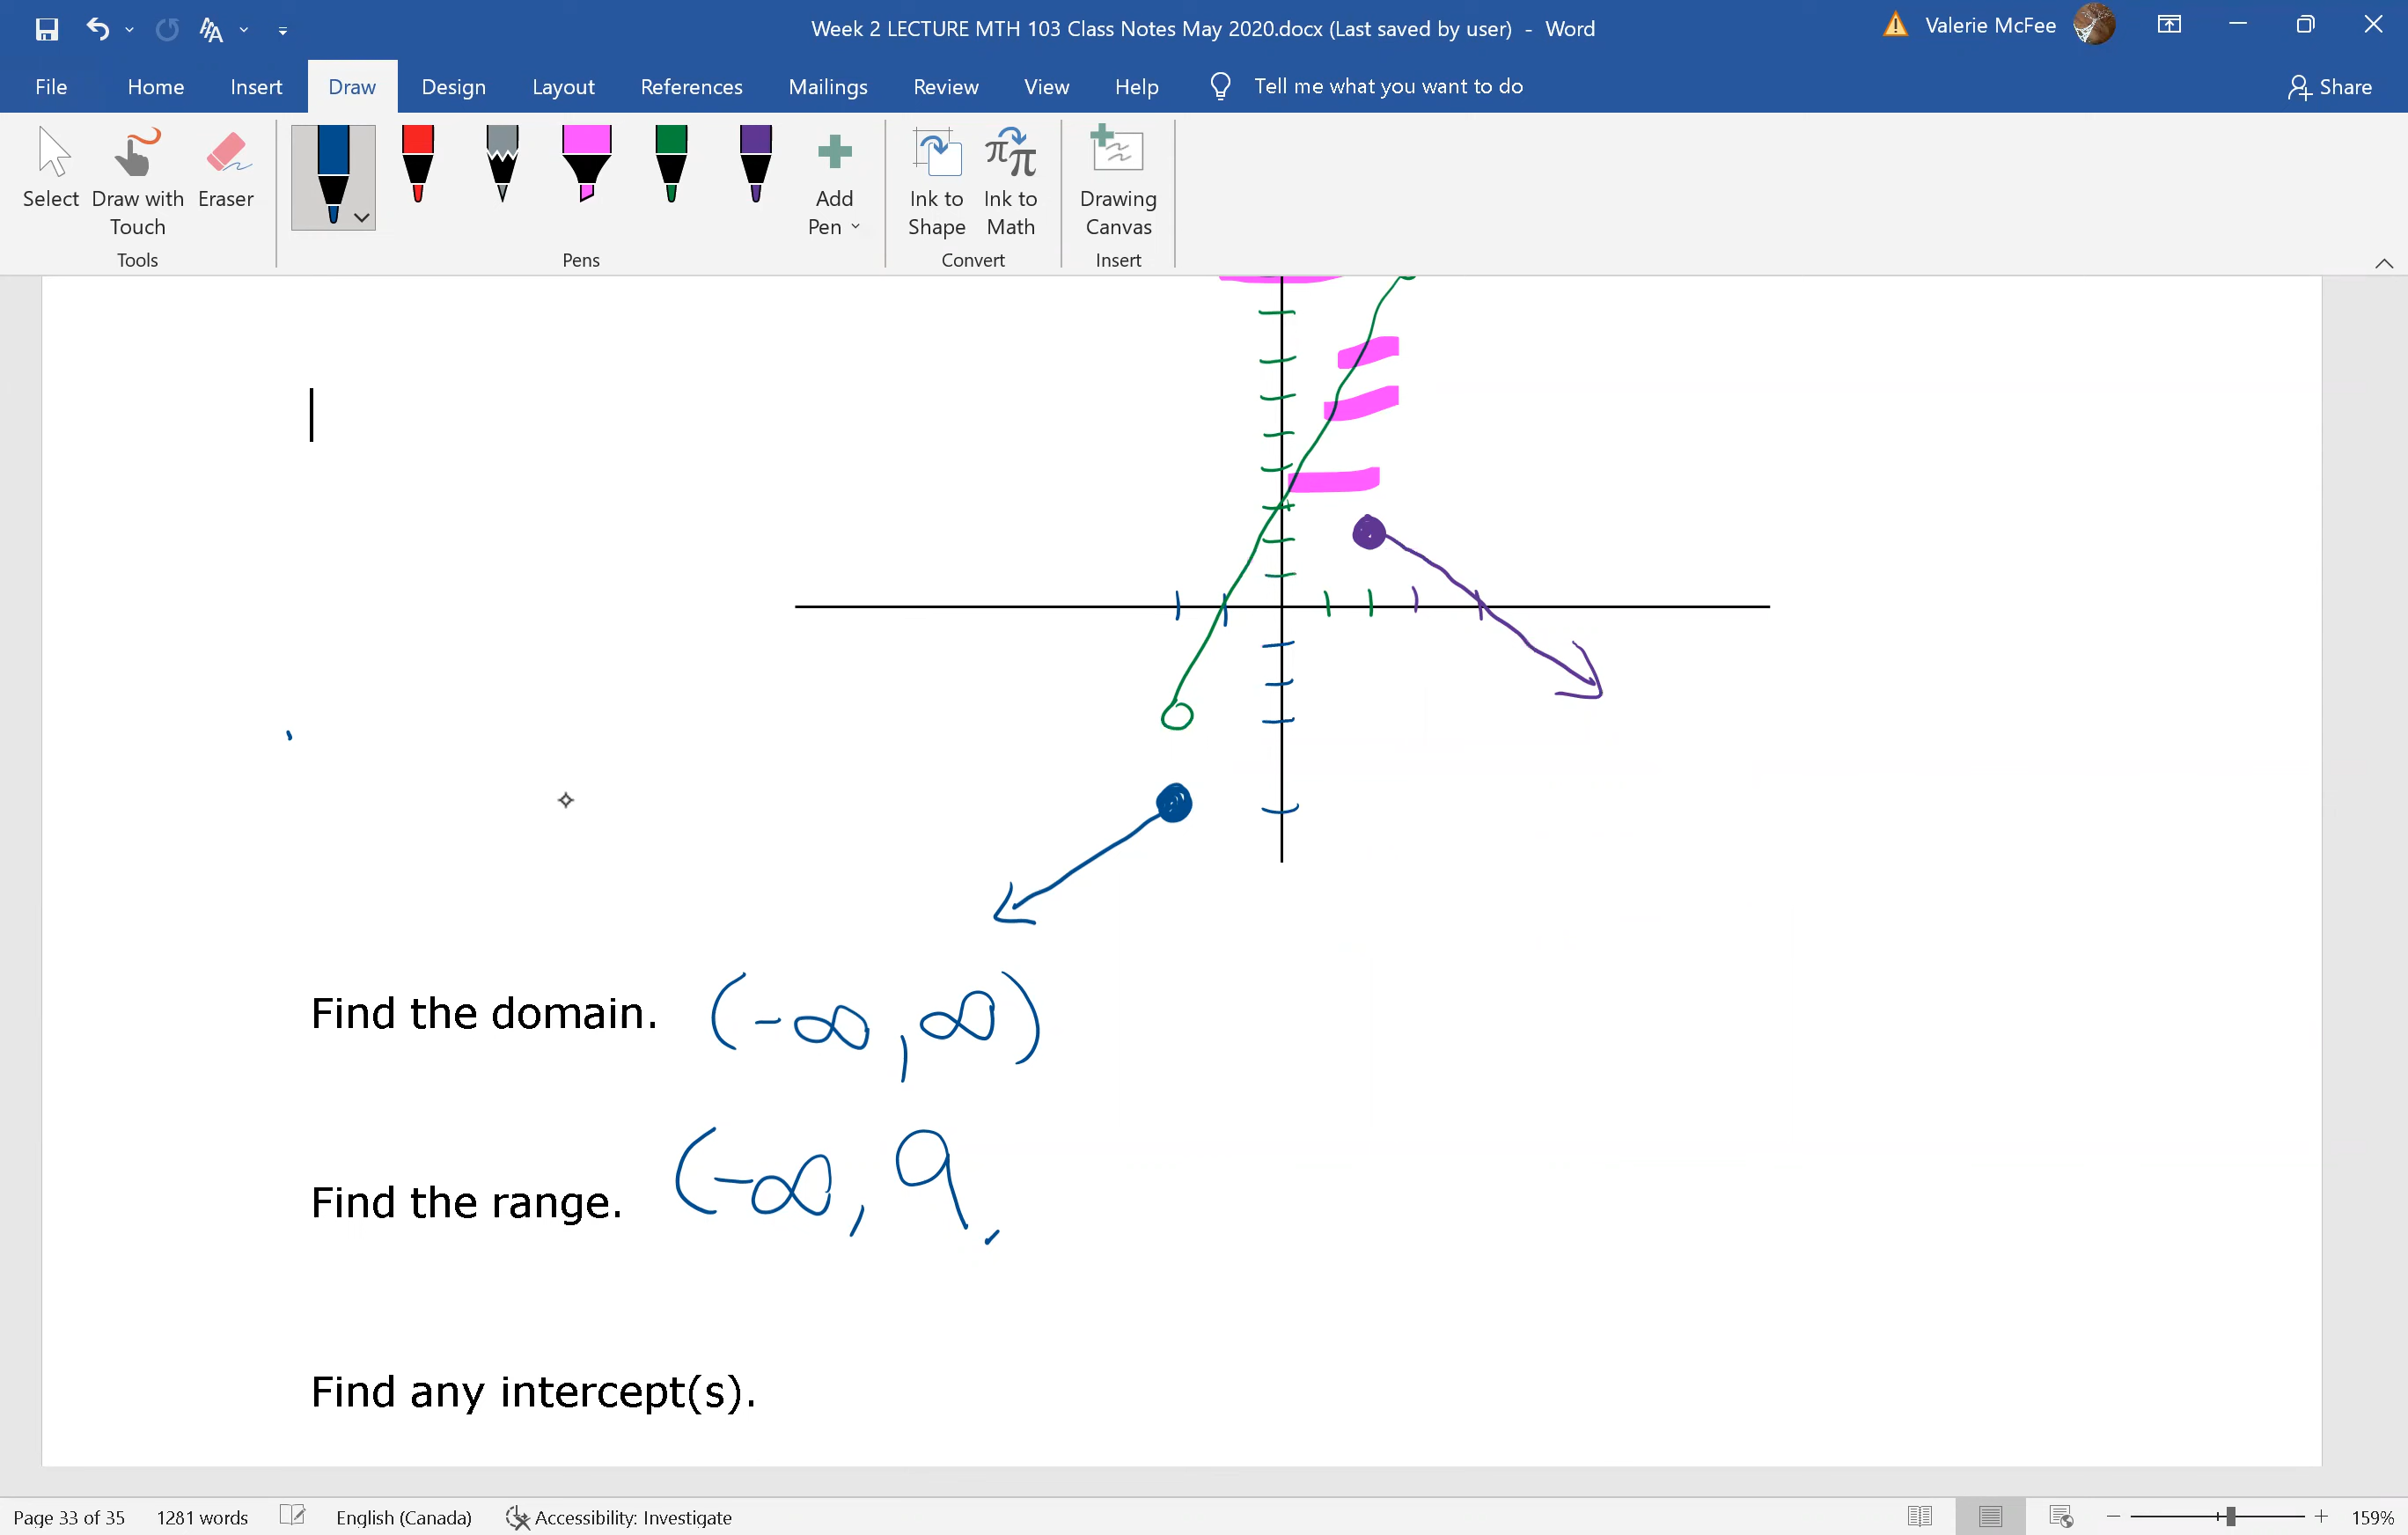 Week 2 LECTURE MTH 103 Class Notes May 2020.docx (Last saved by user) - Word
Valerie McFee
File Home Insert Draw Design Layout References Mailings Review View Help Tell me what you want to do Share
Select
Draw with Touch
Eraser
Tools
Pens
Add Pen
Ink to Shape
Ink to Math
Convert
Drawing Canvas
Insert
Find the domain. (-∞, ∞)
Find the range. (-∞, 9
Find any intercept(s).
Page 33 of 35 1281 words English (Canada) Accessibility: Investigate 159%